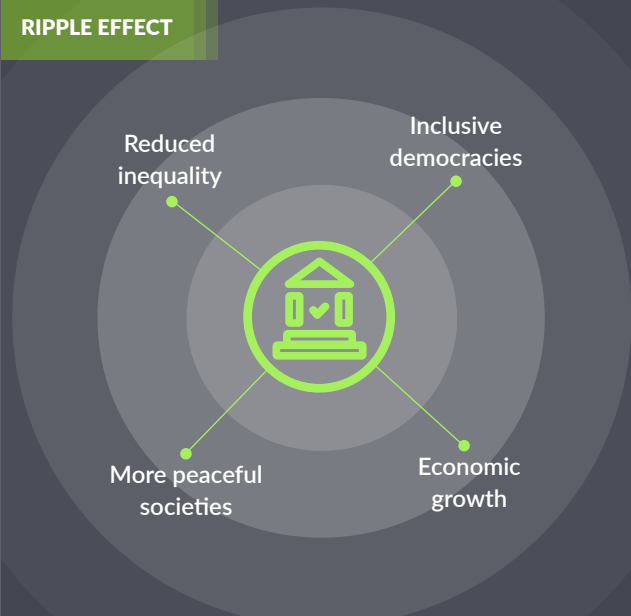 RIPPLE EFFECT
Reduced
inequality
Inclusive
democracies
More peaceful
societies
Economic
growth